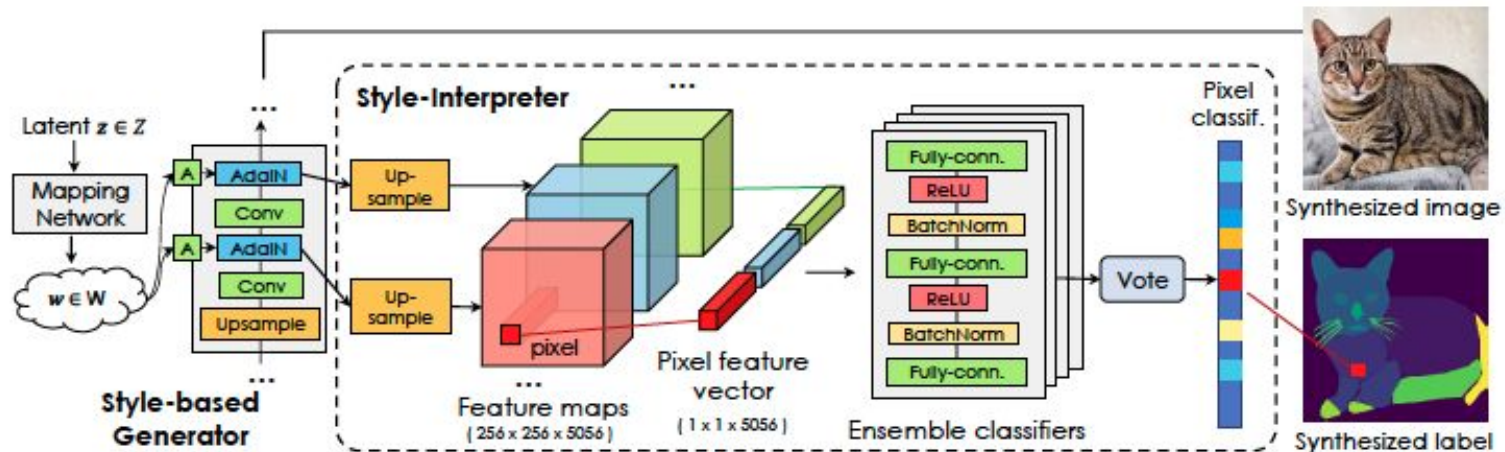 Latent z ∈ Z
Mapping
Network
w ∈ W
...
A
AdaIN
Conv
A
AdaIN
Conv
Upsample
...
Style-based
Generator
Style-Interpreter
Up-
sample
Up-
sample
...
pixel
...
Feature maps
( 256 x 256 x 5056 )
Pixel feature
vector
( 1 x 1 x 5056 )
Fully-conn.
ReLU
BatchNorm
Fully-conn.
ReLU
BatchNorm
Fully-conn.
Ensemble classifiers
Vote
Pixel
classif.
Synthesized image
Synthesized label